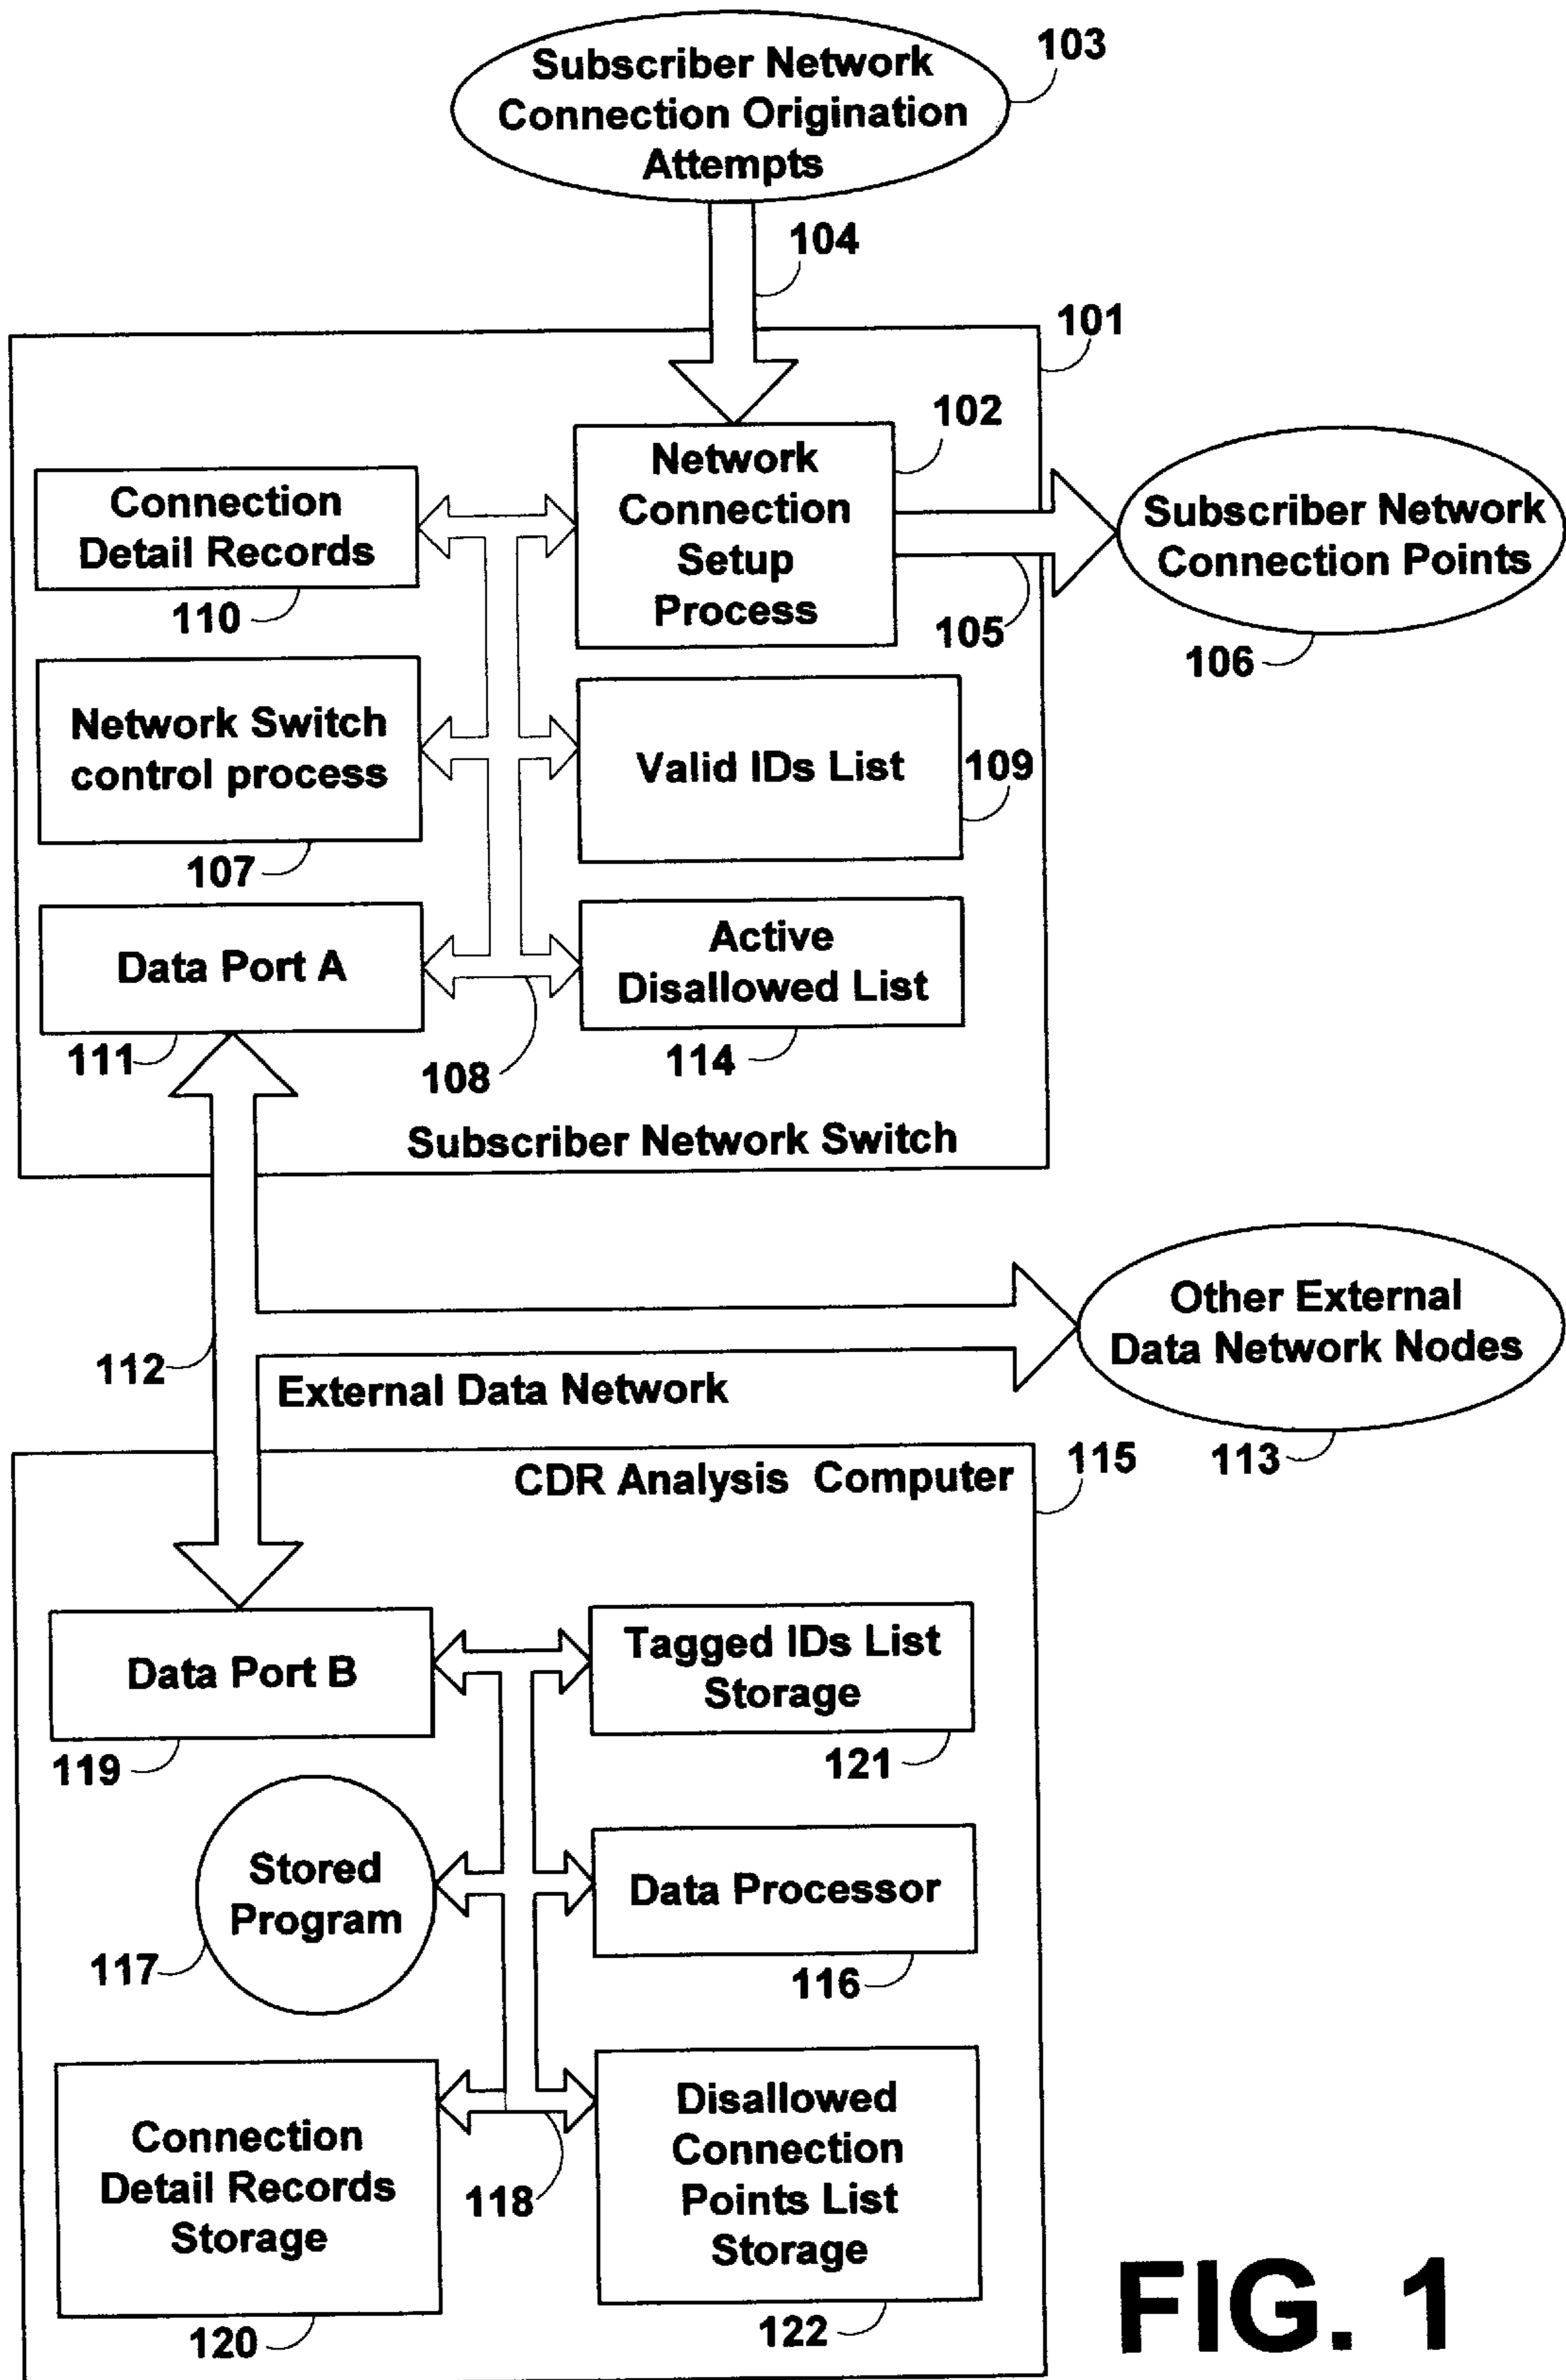 Subscriber Network
Connection Origination
Attempts
103
104
101
102
Network
Connection
Setup
Process
Connection
Detail Records
110
Subscriber Network
Connection Points
105
106
Network Switch
control process
107
Valid IDs List
109
Data Port A
111
108
Active
Disallowed List
114
Subscriber Network Switch
112
External Data Network
Other External
Data Network Nodes
113
CDR Analysis Computer
115
Data Port B
119
Tagged IDs List
Storage
121
Stored
Program
117
Data Processor
116
Connection
Detail Records
Storage
120
118
Disallowed
Connection
Points List
Storage
122
FIG. 1